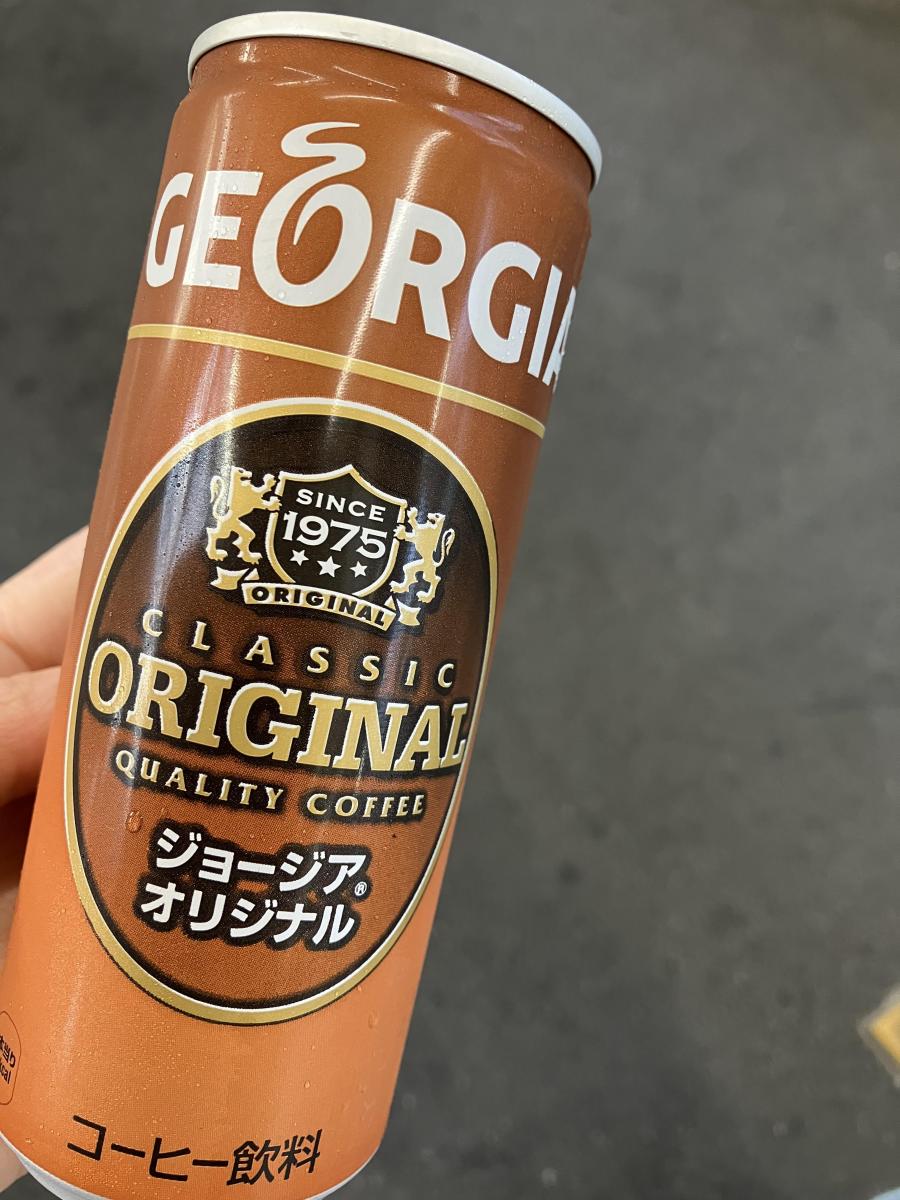 GEORGIA
SINCE
1975
ORIGINAL
CLASSIC
ORIGINAL
QUALITY COFFEE
ジョージア®
オリジナル
コーヒー飲料